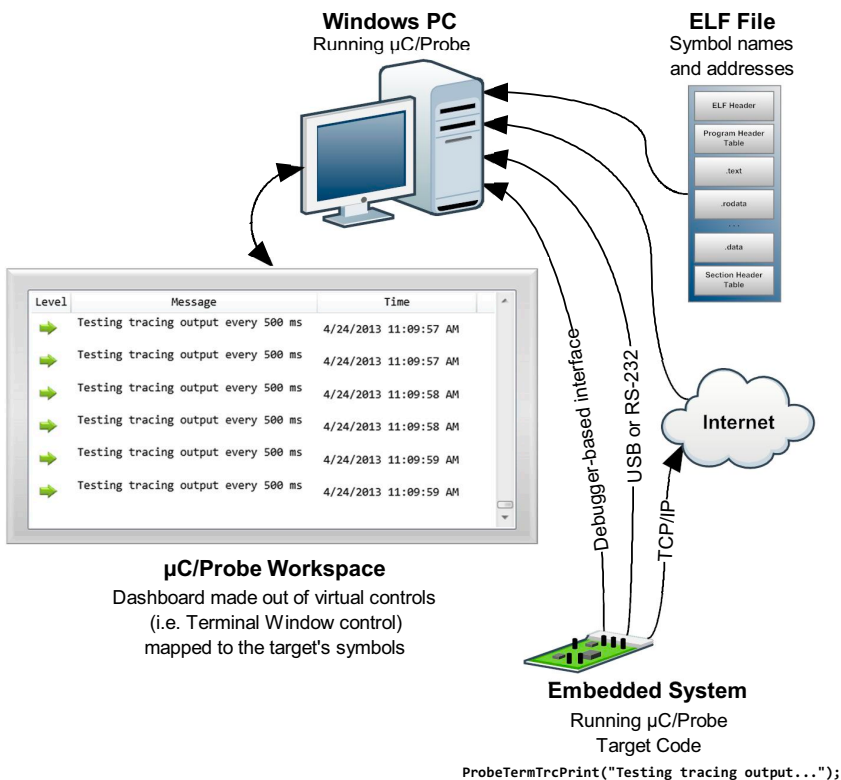 Windows PC
Running µC/Probe
ELF File
Symbol names
and addresses
ELF Header
Program Header
Table
.text
.rodata
...
.data
Section Header
Table
Level Message Time
Testing tracing output every 500 ms 4/24/2013 11:09:57 AM
Testing tracing output every 500 ms 4/24/2013 11:09:57 AM
Testing tracing output every 500 ms 4/24/2013 11:09:58 AM
Testing tracing output every 500 ms 4/24/2013 11:09:58 AM
Testing tracing output every 500 ms 4/24/2013 11:09:59 AM
Testing tracing output every 500 ms 4/24/2013 11:09:59 AM
Debugger-based interface
USB or RS-232
TCP/IP
Internet
µC/Probe Workspace
Dashboard made out of virtual controls
(i.e. Terminal Window control)
mapped to the target's symbols
Embedded System
Running µC/Probe
Target Code
ProbeTermTrcPrint("Testing tracing output...");